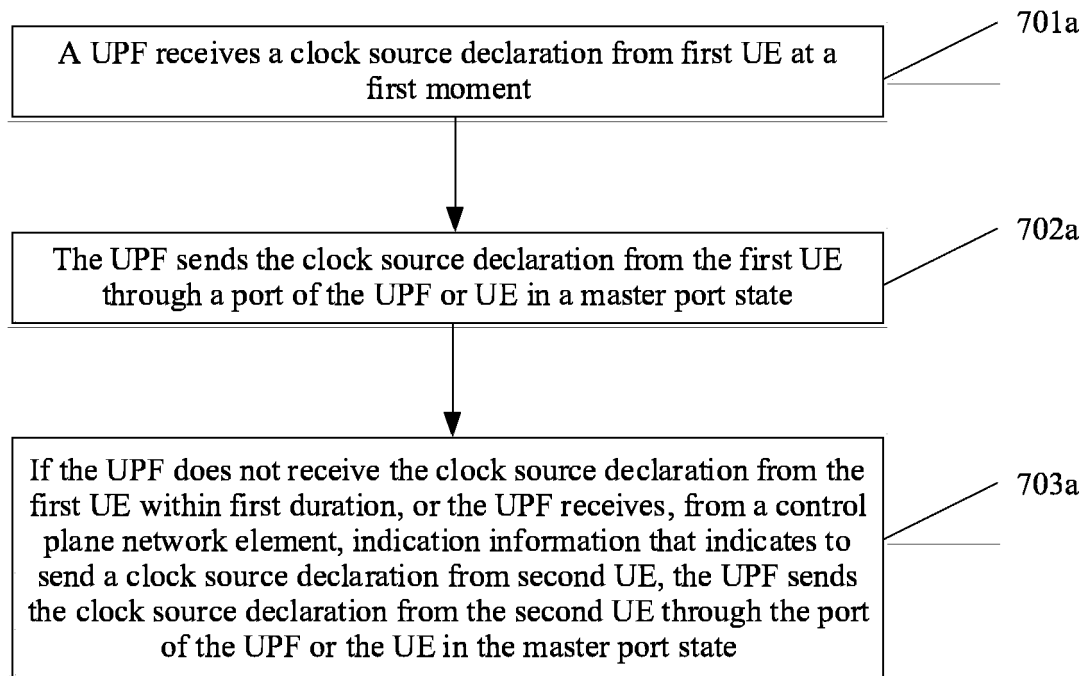 701a
A UPF receives a clock source declaration from first UE at a
first moment
702a
The UPF sends the clock source declaration from the first UE
through a port of the UPF or UE in a master port state
703a
If the UPF does not receive the clock source declaration from the
first UE within first duration, or the UPF receives, from a control
plane network element, indication information that indicates to
send a clock source declaration from second UE, the UPF sends
the clock source declaration from the second UE through the port
of the UPF or the UE in the master port state